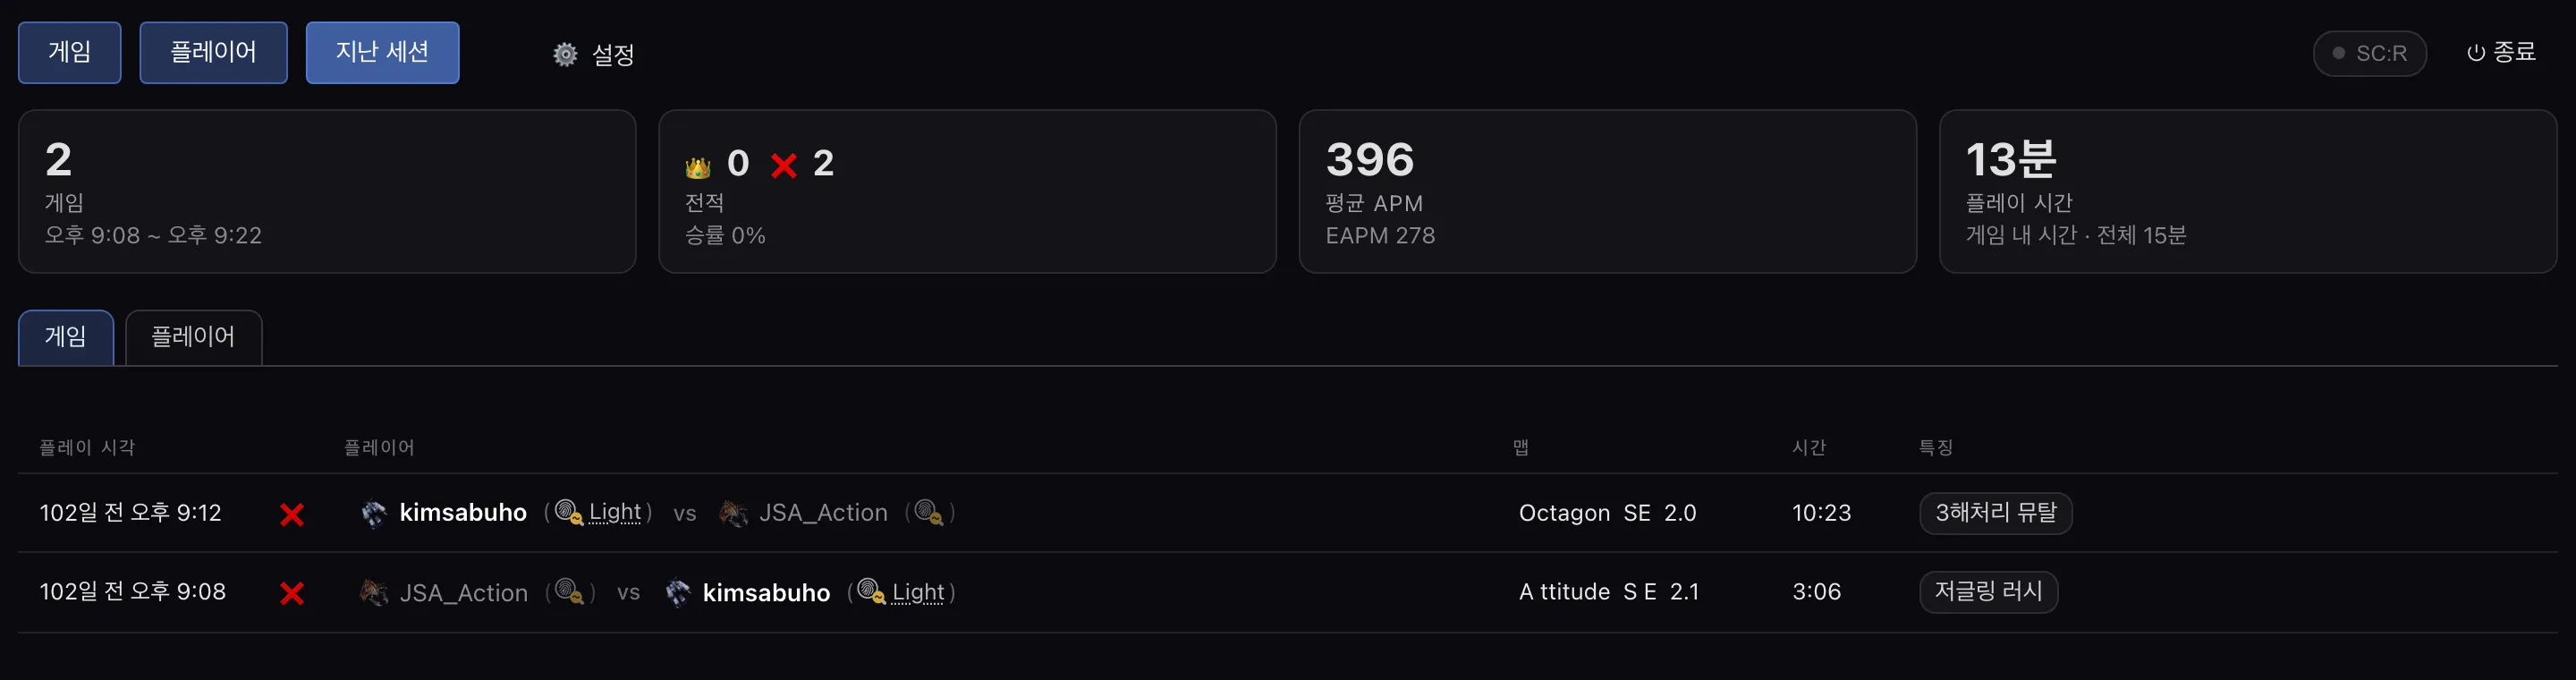 게임 플레이어 지난 세션 설정 SC:R 종료
2
게임
오후 9:08 ~ 오후 9:22
0 2
전적
승률 0%
396
평균 APM
EAPM 278
13분
플레이 시간
게임 내 시간 · 전체 15분
게임 플레이어
플레이 시각 플레이어 맵 시간 특징
102일 전 오후 9:12 kimsabuho (Light) vs JSA_Action ( ) Octagon SE 2.0 10:23 3해처리 뮤탈
102일 전 오후 9:08 JSA_Action ( ) vs kimsabuho (Light) A ttitude S E 2.1 3:06 저글링 러시